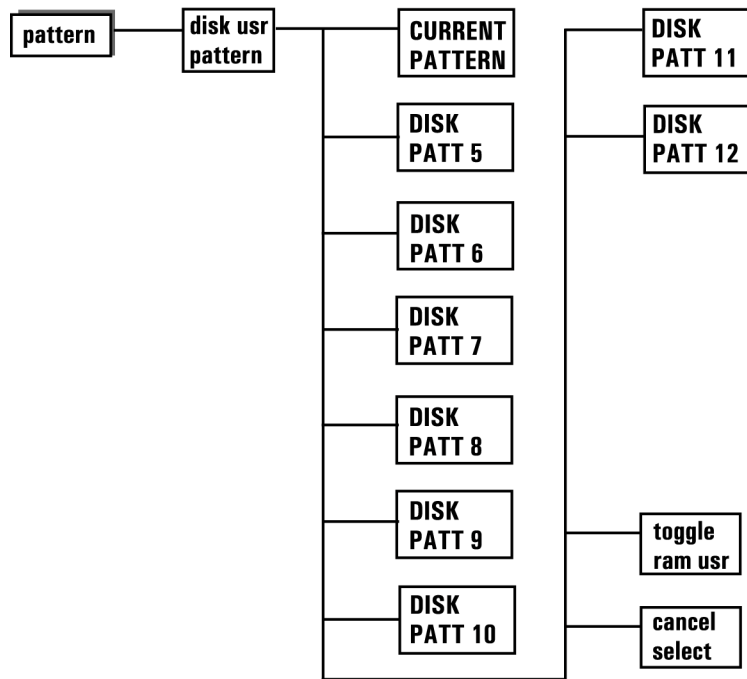 pattern
disk usr
pattern
CURRENT
PATTERN
DISK
PATT 5
DISK
PATT 6
DISK
PATT 7
DISK
PATT 8
DISK
PATT 9
DISK
PATT 10
DISK
PATT 11
DISK
PATT 12
toggle
ram usr
cancel
select